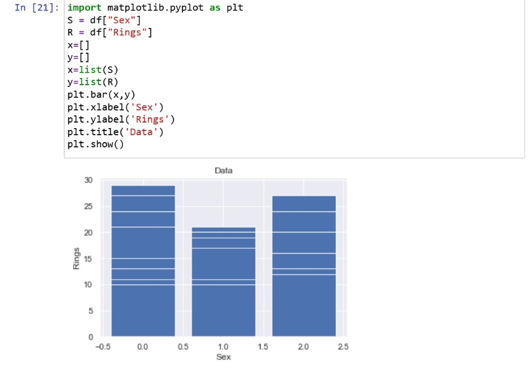 In [21]: import matplotlib.pyplot as plt
S = df["Sex"]
R = df["Rings"]
x=[]
y=[]
x=list(S)
y=list(R)
plt.bar(x,y)
plt.xlabel('Sex')
plt.ylabel('Rings')
plt.title('Data')
plt.show()
Data
30
25
20
15
10
5
0
Rings
−0.5 0.0 0.5 1.0 1.5 2.0 2.5
Sex